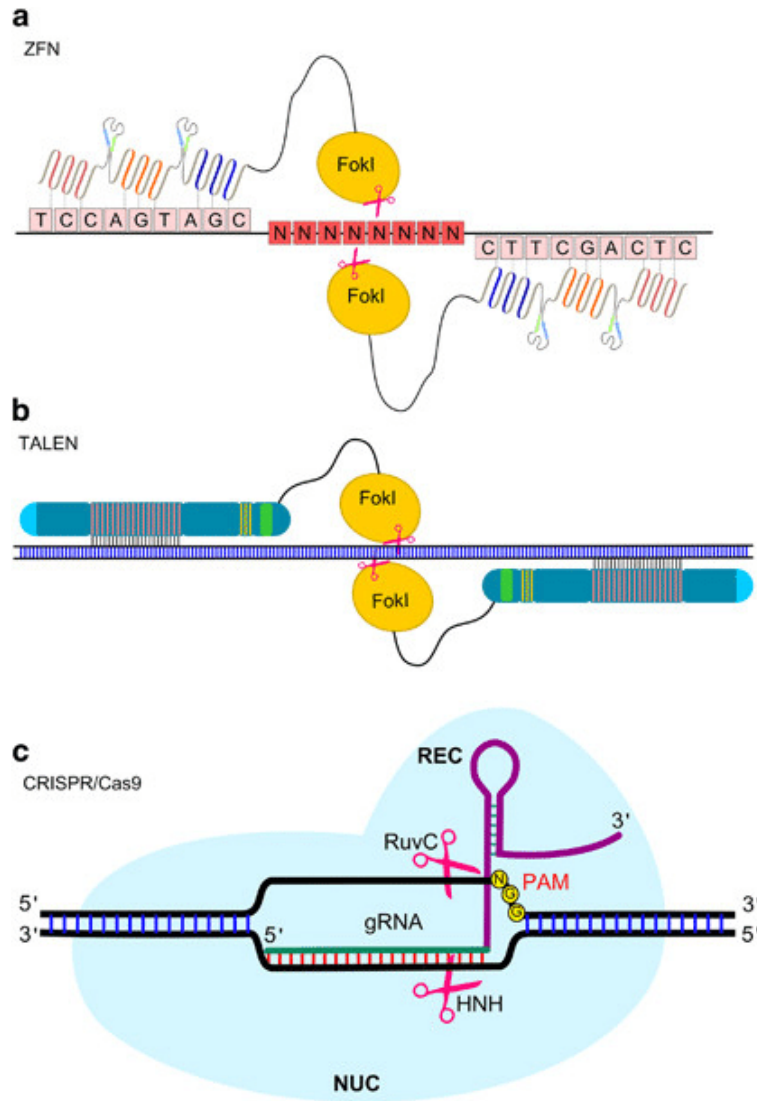 a
ZFN
FokI
T C C A G T A G C
N N N N N N N N
C T T C G A C T C
FokI
b
TALEN
FokI
FokI
c
CRISPR/Cas9
REC
3'
RuvC
N G G
PAM
5'
3'
gRNA
3'
5'
5'
HNH
NUC